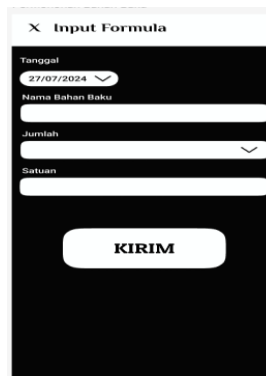 X Input Formula
Tanggal
27/07/2024
Nama Bahan Baku
Jumlah
Satuan
KIRIM